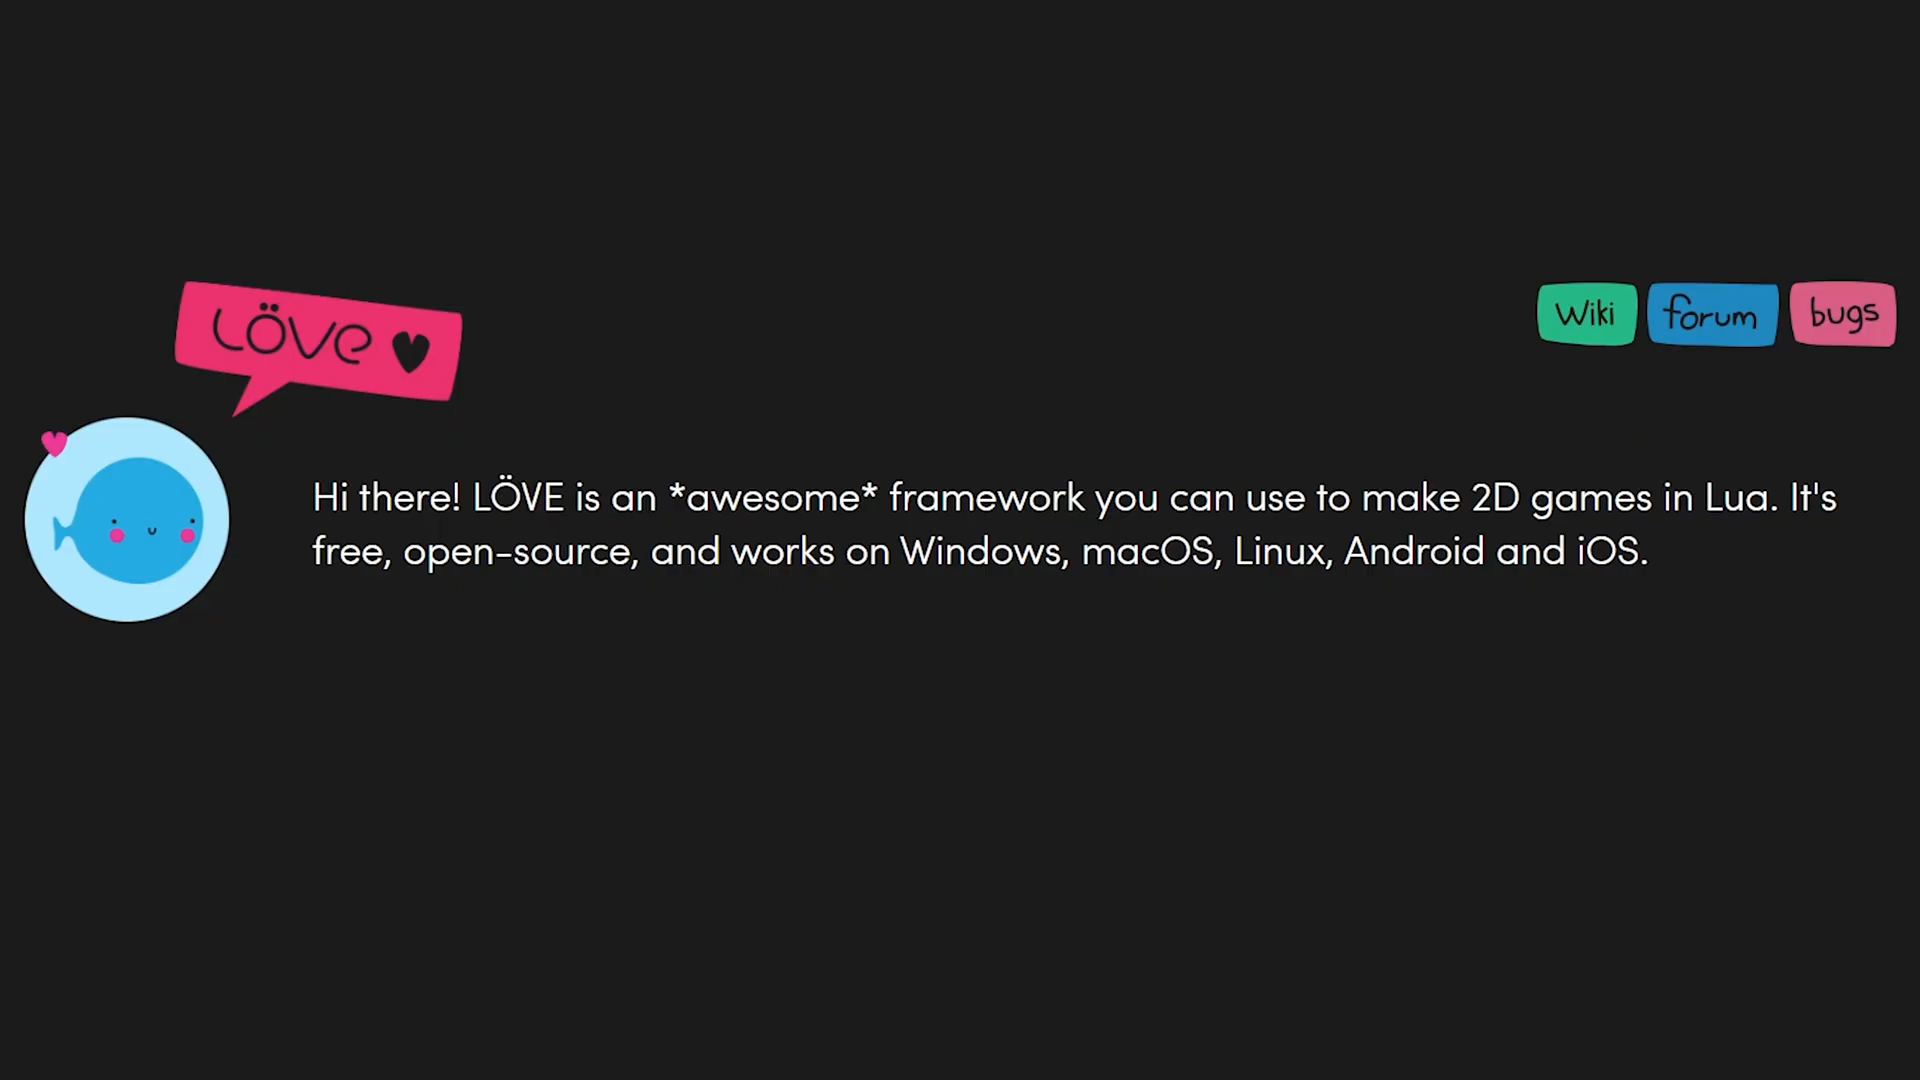 LÖVE
Wiki
forum
bugs
Hi there! LÖVE is an *awesome* framework you can use to make 2D games in Lua. It's
free, open-source, and works on Windows, macOS, Linux, Android and iOS.